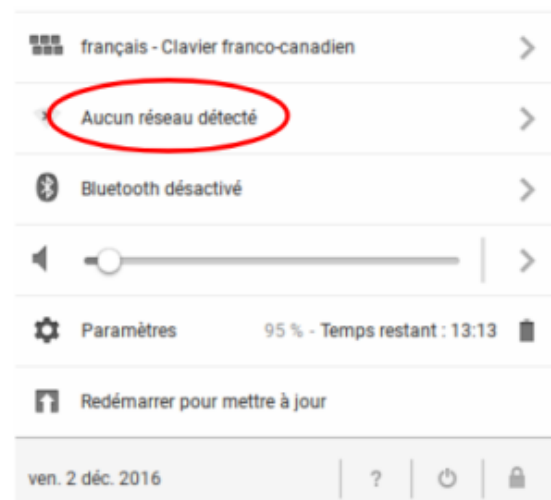 français - Clavier franco-canadien
Aucun réseau détecté
Bluetooth désactivé
Paramètres 95 % - Temps restant : 13:13
Redémarrer pour mettre à jour
ven. 2 déc. 2016 ?